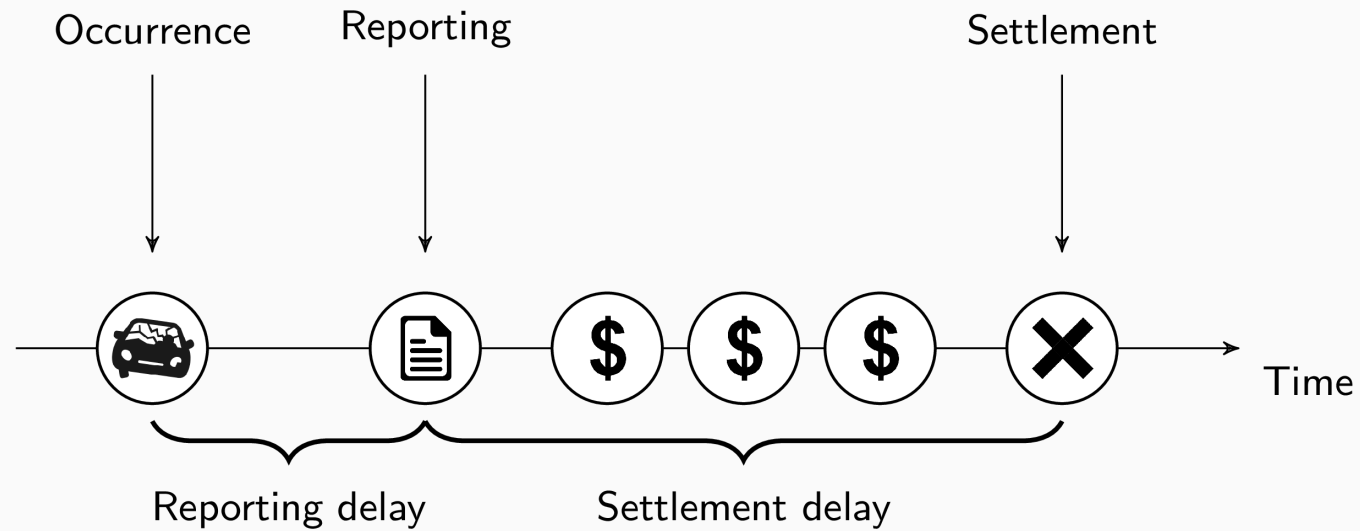 Occurrence
Reporting
Settlement
$
$
$
Time
Reporting delay
Settlement delay